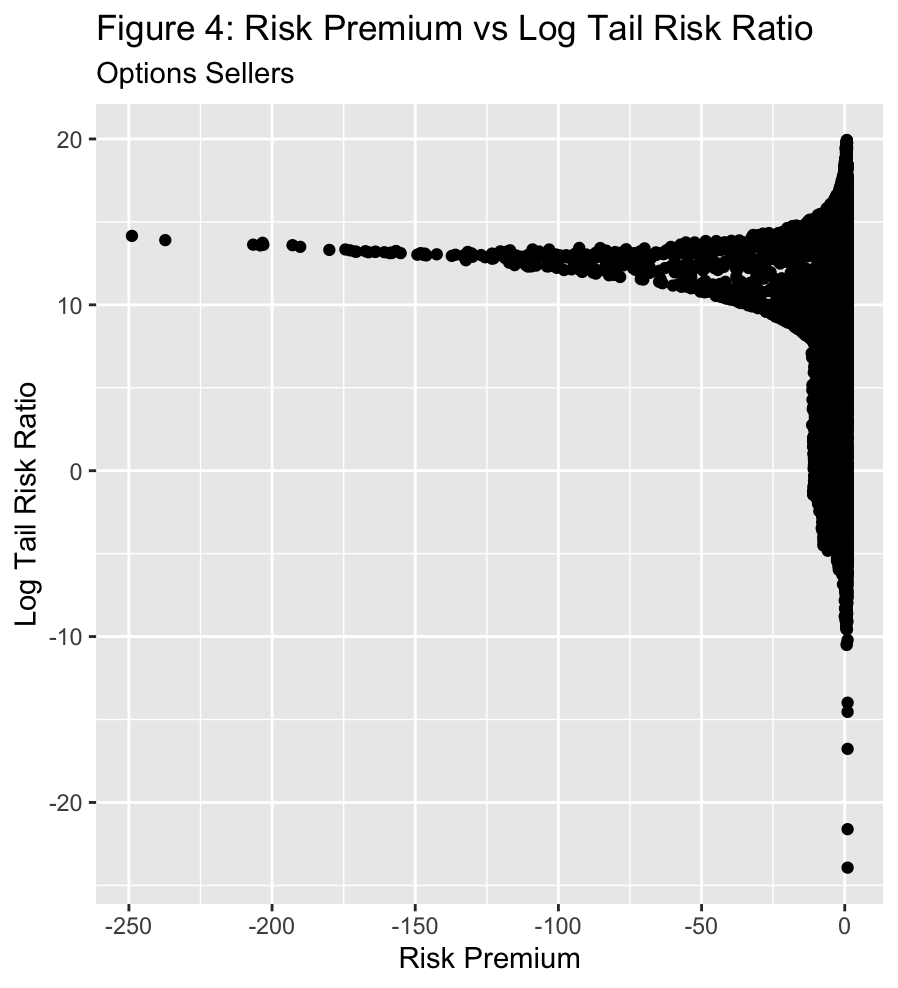 Figure 4: Risk Premium vs Log Tail Risk Ratio
Options Sellers
20
10
0
-10
-20
Log Tail Risk Ratio
-250 -200 -150 -100 -50 0
Risk Premium